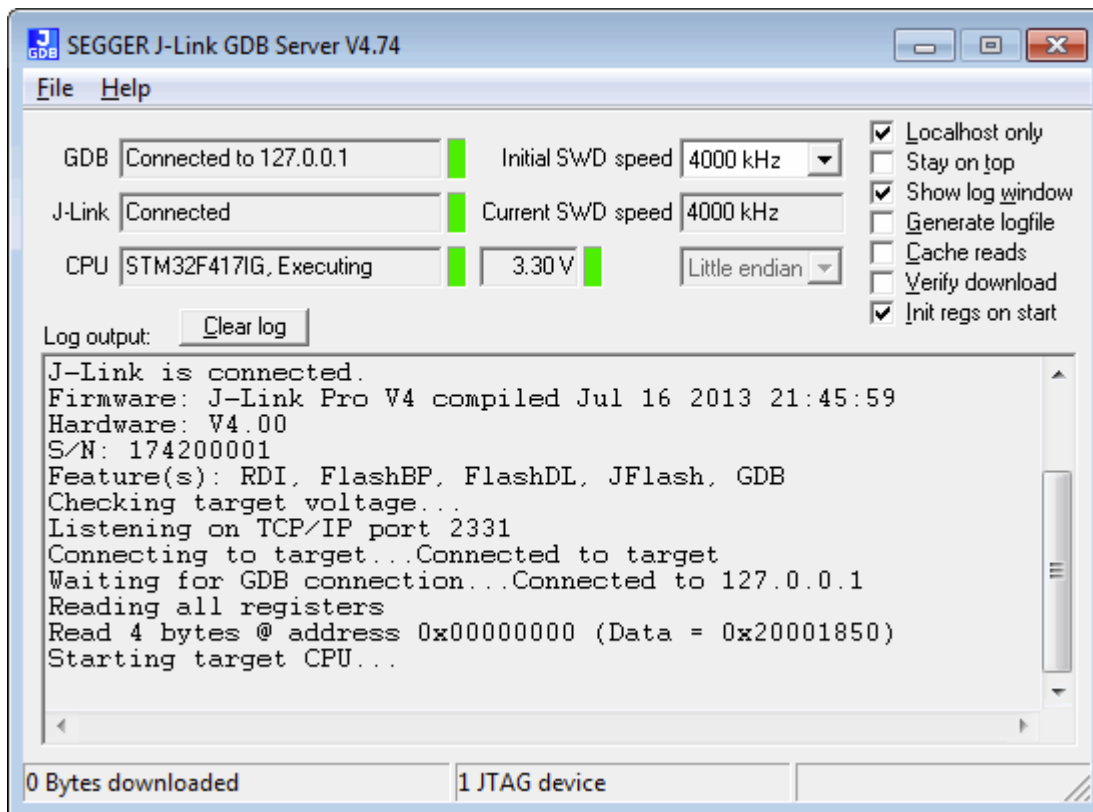 J
GDB
SEGGER J-Link GDB Server V4.74
File Help
GDB Connected to 127.0.0.1 Initial SWD speed 4000 kHz
J-Link Connected Current SWD speed 4000 kHz
CPU STM32F417IG, Executing 3.30 V Little endian
Localhost only
Stay on top
Show log window
Generate logfile
Cache reads
Verify download
Init regs on start
Log output: Clear log
J-Link is connected.
Firmware: J-Link Pro V4 compiled Jul 16 2013 21:45:59
Hardware: V4.00
S/N: 174200001
Feature(s): RDI, FlashBP, FlashDL, JFlash, GDB
Checking target voltage...
Listening on TCP/IP port 2331
Connecting to target...Connected to target
Waiting for GDB connection...Connected to 127.0.0.1
Reading all registers
Read 4 bytes @ address 0x00000000 (Data = 0x20001850)
Starting target CPU...
0 Bytes downloaded 1 JTAG device